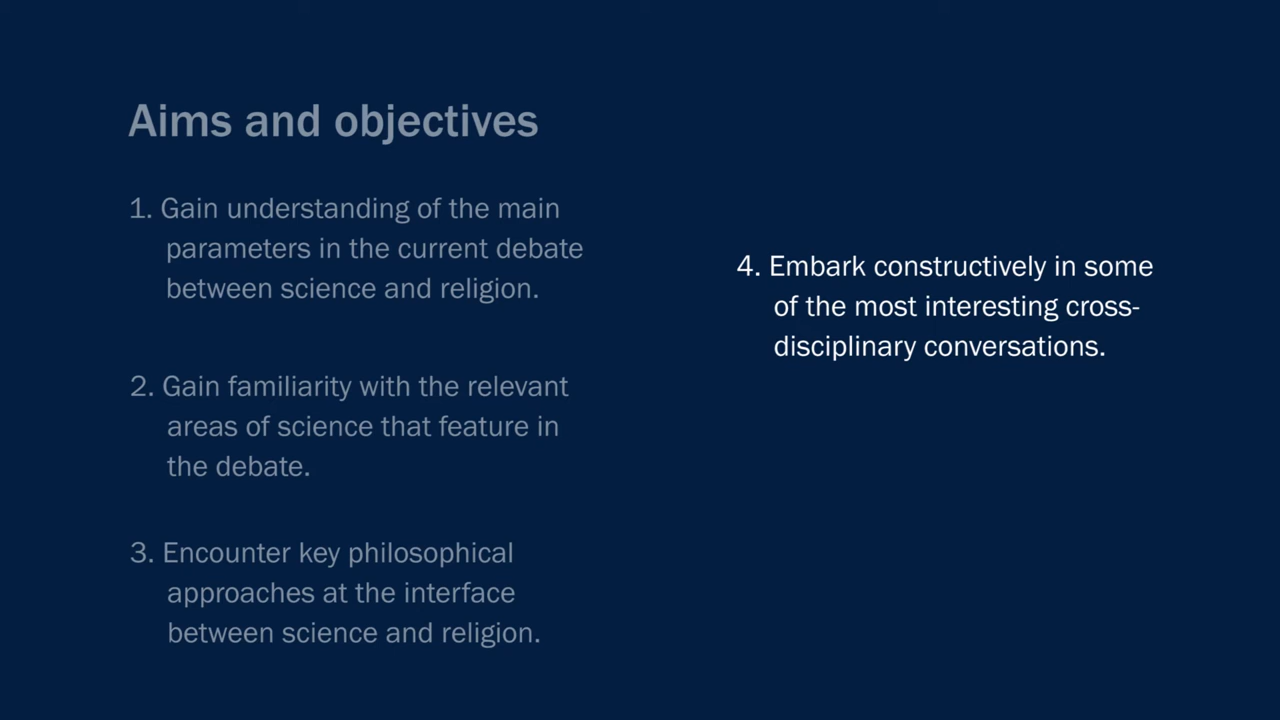 Aims and objectives
1. Gain understanding of the main
parameters in the current debate
between science and religion.
2. Gain familiarity with the relevant
areas of science that feature in
the debate.
3. Encounter key philosophical
approaches at the interface
between science and religion.
4. Embark constructively in some
of the most interesting cross-
disciplinary conversations.